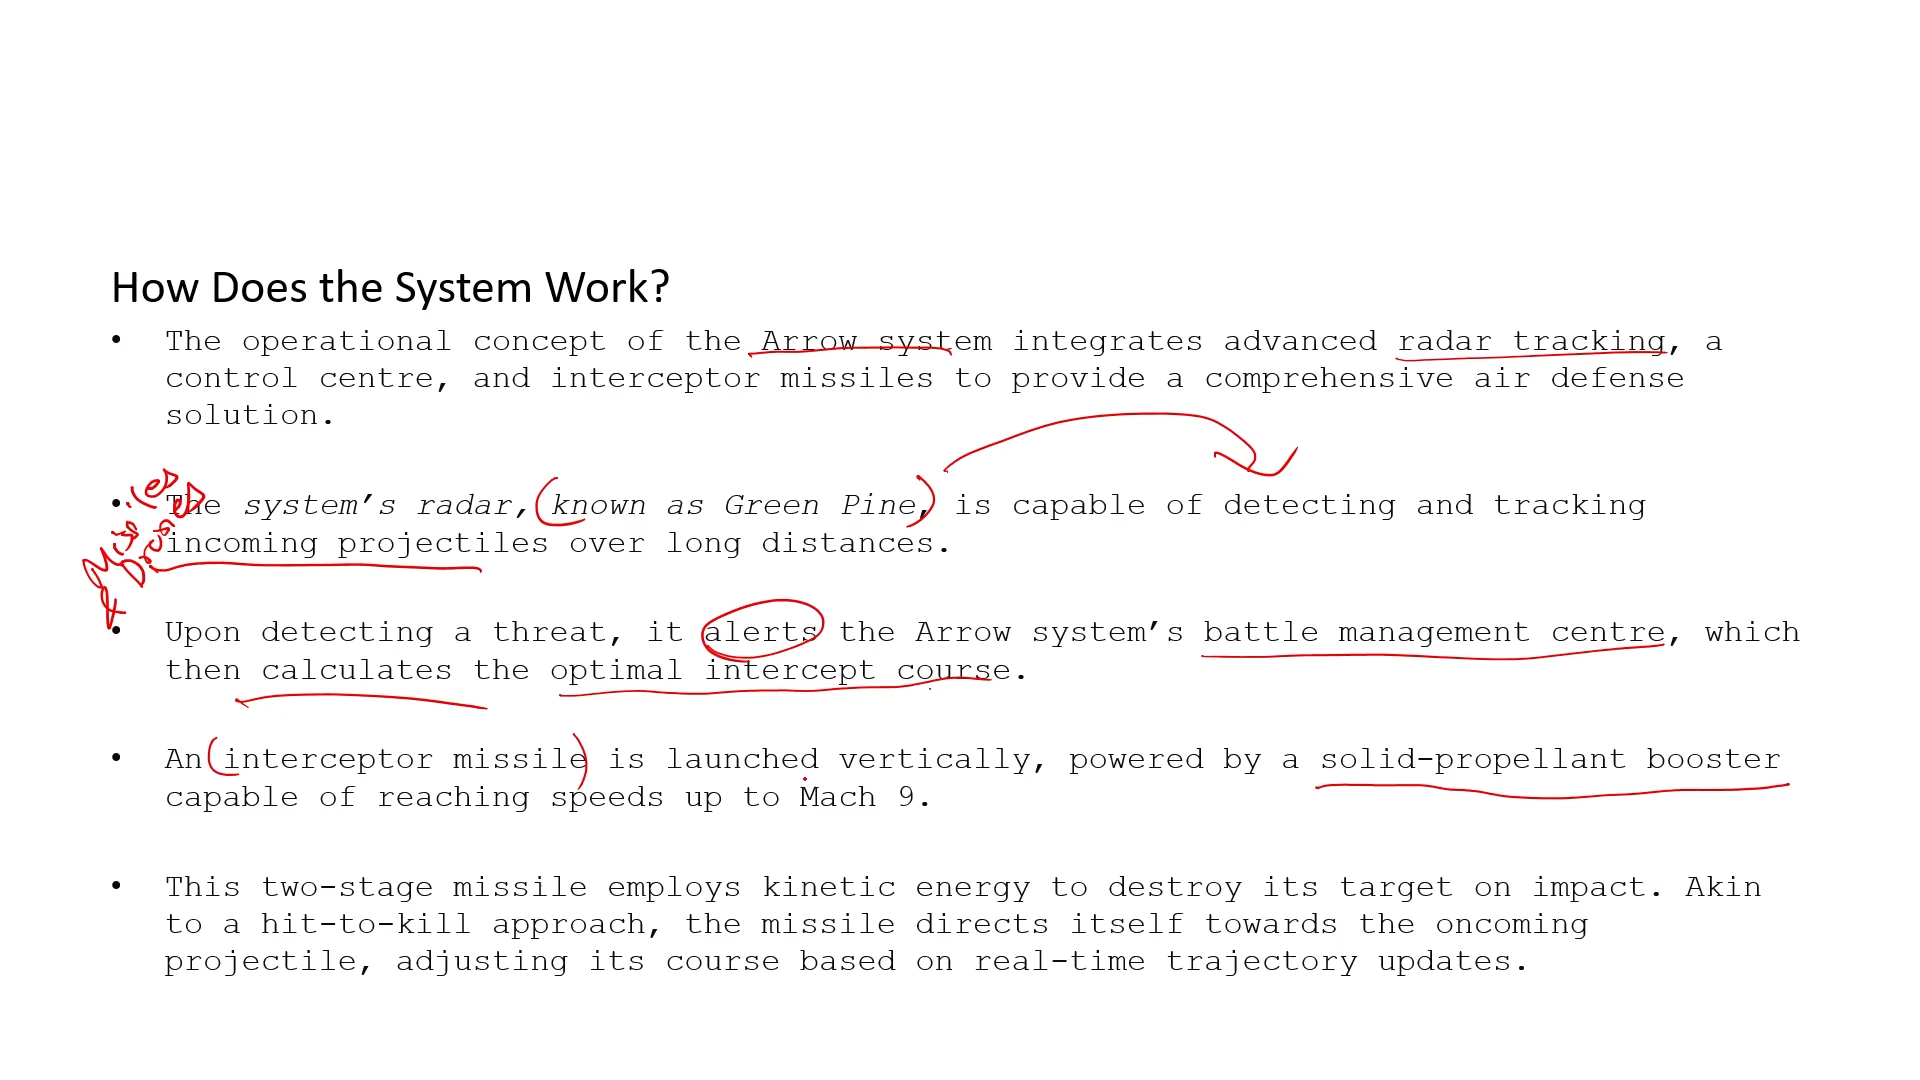 How Does the System Work?
• The operational concept of the Arrow system integrates advanced radar tracking, a
control centre, and interceptor missiles to provide a comprehensive air defense
solution.
• The system’s radar, (known as Green Pine,) is capable of detecting and tracking
incoming projectiles over long distances.
Missiles
& Drones
• Upon detecting a threat, it alerts the Arrow system’s battle management centre, which
then calculates the optimal intercept course.
• An (interceptor missile) is launched vertically, powered by a solid-propellant booster
capable of reaching speeds up to Mach 9.
• This two-stage missile employs kinetic energy to destroy its target on impact. Akin
to a hit-to-kill approach, the missile directs itself towards the oncoming
projectile, adjusting its course based on real-time trajectory updates.